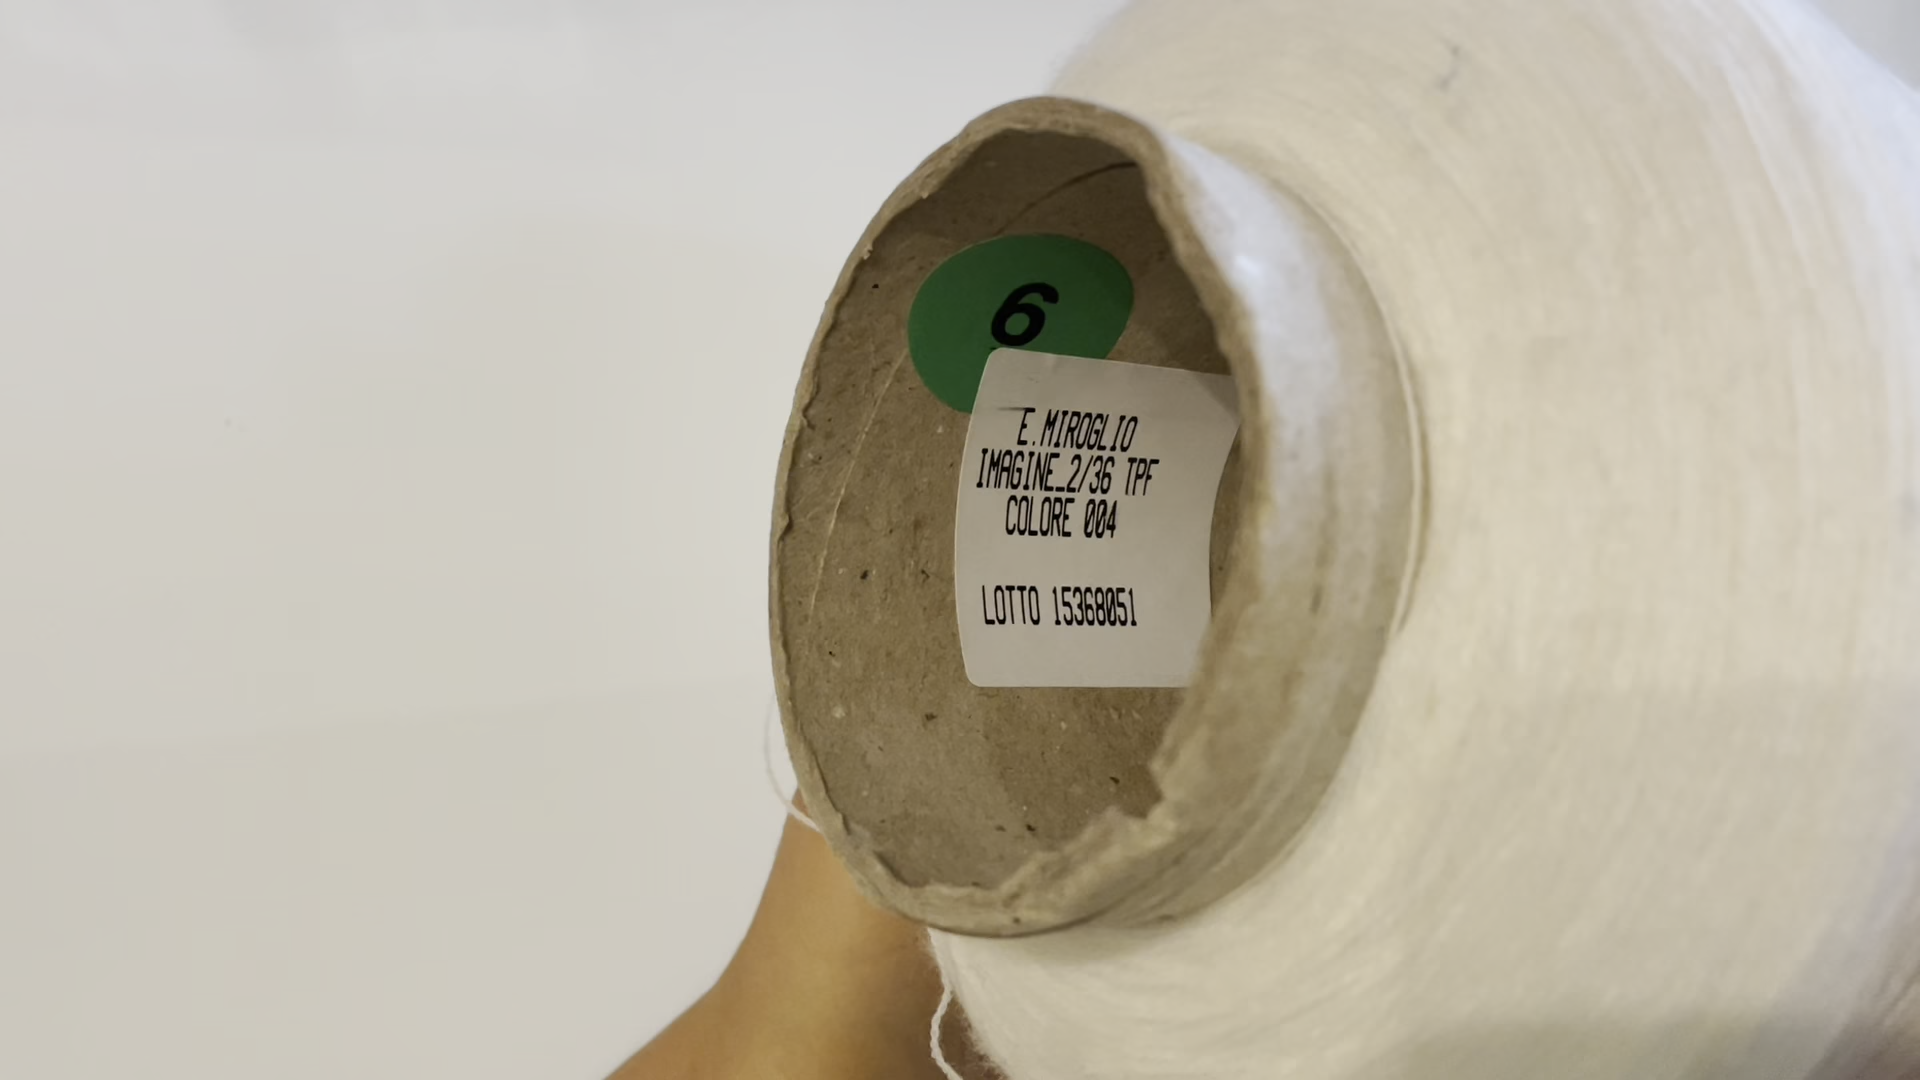 6
E.MIROGLIO
IMAGINE_2/36 TPF
COLORE 004
LOTTO 15368051